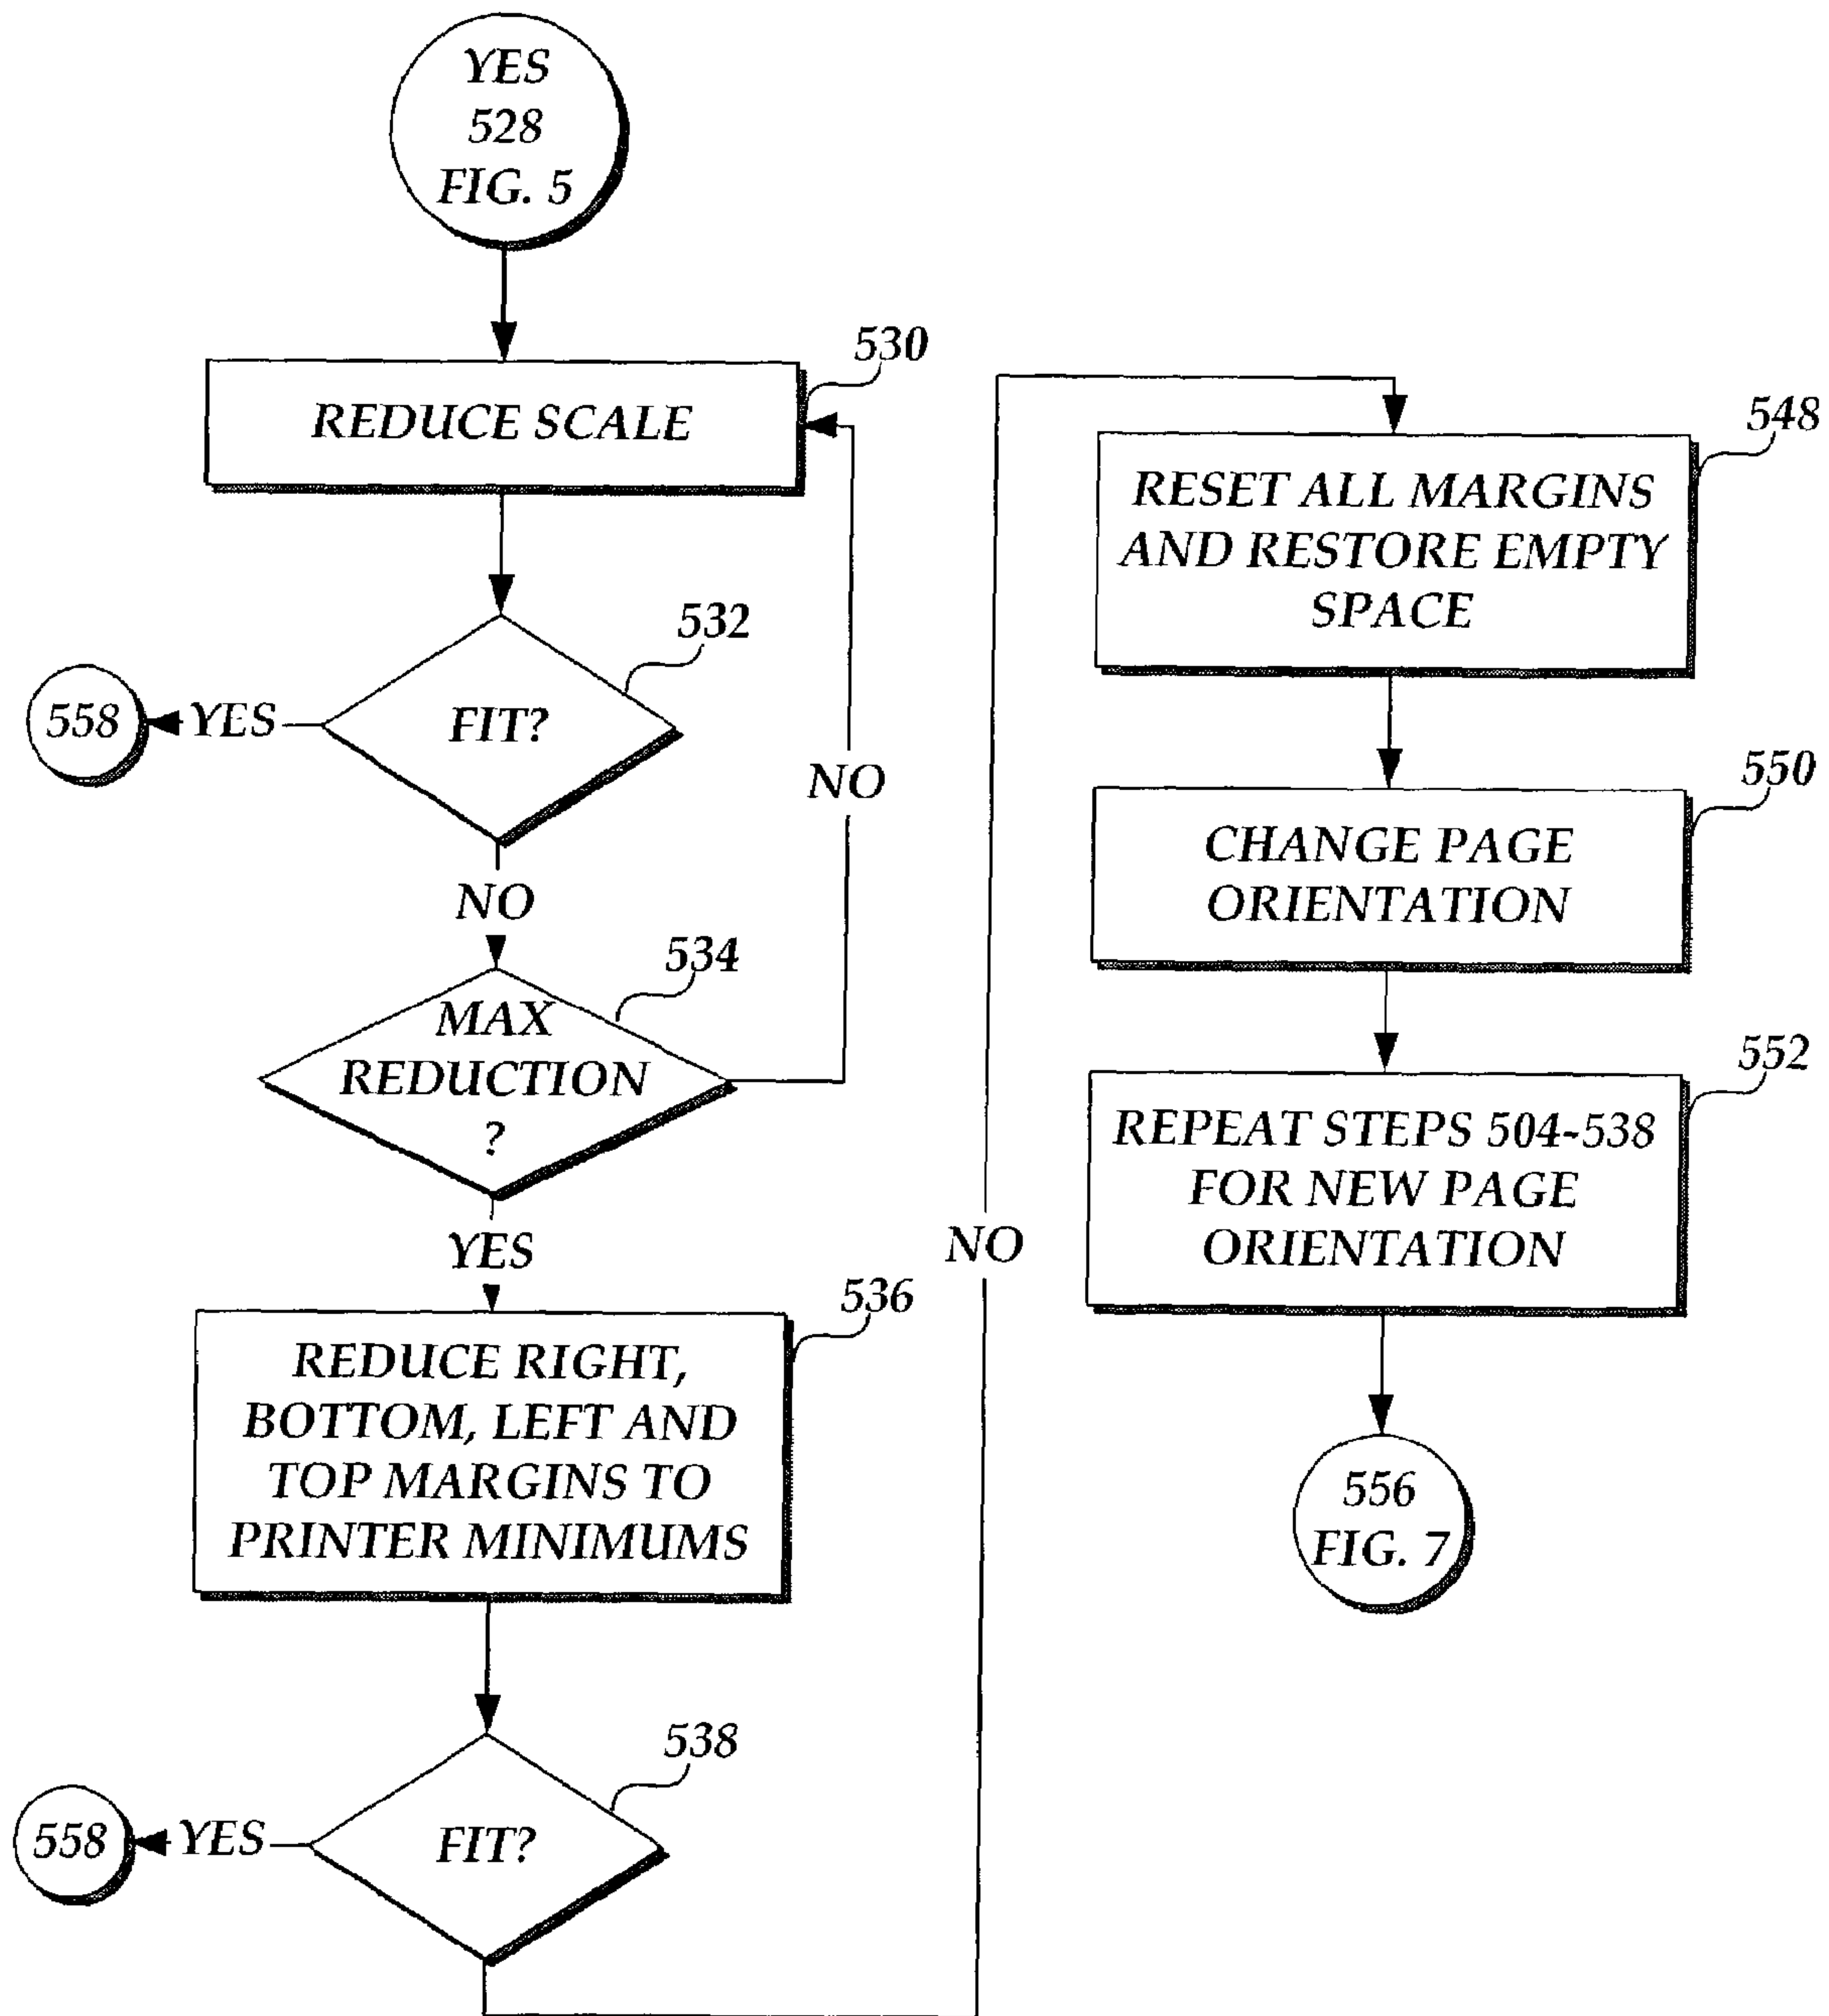 YES
528
FIG. 5
530
REDUCE SCALE
532
FIT?
YES
558
NO
NO
534
MAX
REDUCTION
?
YES
536
REDUCE RIGHT,
BOTTOM, LEFT AND
TOP MARGINS TO
PRINTER MINIMUMS
538
FIT?
YES
558
NO
548
RESET ALL MARGINS
AND RESTORE EMPTY
SPACE
550
CHANGE PAGE
ORIENTATION
552
REPEAT STEPS 504-538
FOR NEW PAGE
ORIENTATION
556
FIG. 7